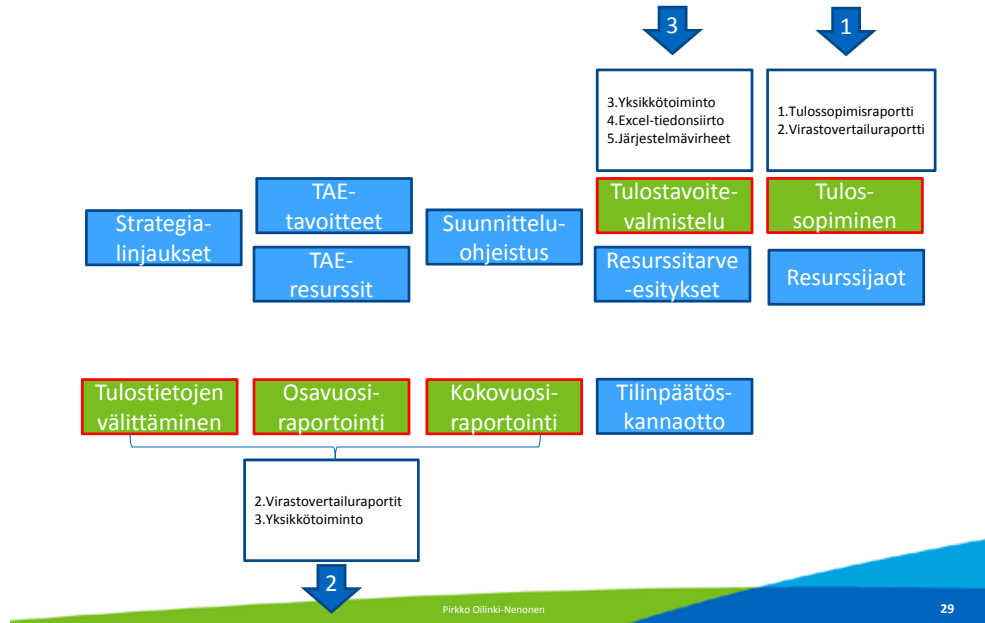 3
1
3.Yksikkötoiminto
4.Excel-tiedonsiirto
5.Järjestelmävirheet
1.Tulossopimisraportti
2.Virastovertailuraportti
Strategia-
linjaukset
TAE-
tavoitteet
TAE-
resurssit
Suunnittelu-
ohjeistus
Tulostavoite-
valmistelu
Resurssitarve
-esitykset
Tulos-
sopiminen
Resurssijaot
Tulostietojen
välittäminen
Osavuosi-
raportointi
Kokovuosi-
raportointi
Tilinpäätös-
kannaotto
2.Virastovertailuraportit
3.Yksikkötoiminto
2
Pirkko Oilinki-Nenonen
29